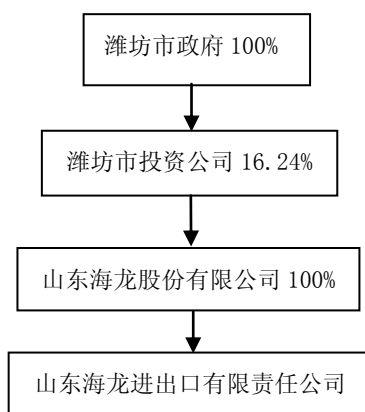 潍坊市政府 100%
潍坊市投资公司 16.24%
山东海龙股份有限公司 100%
山东海龙进出口有限责任公司